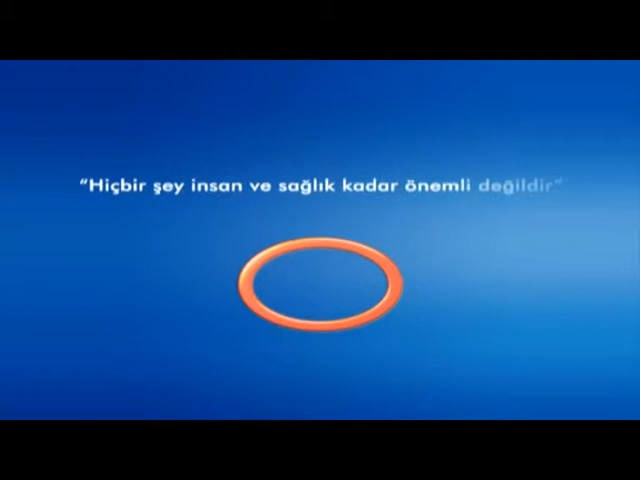 “Hiçbir şey insan ve sağlık kadar önemli değildir”